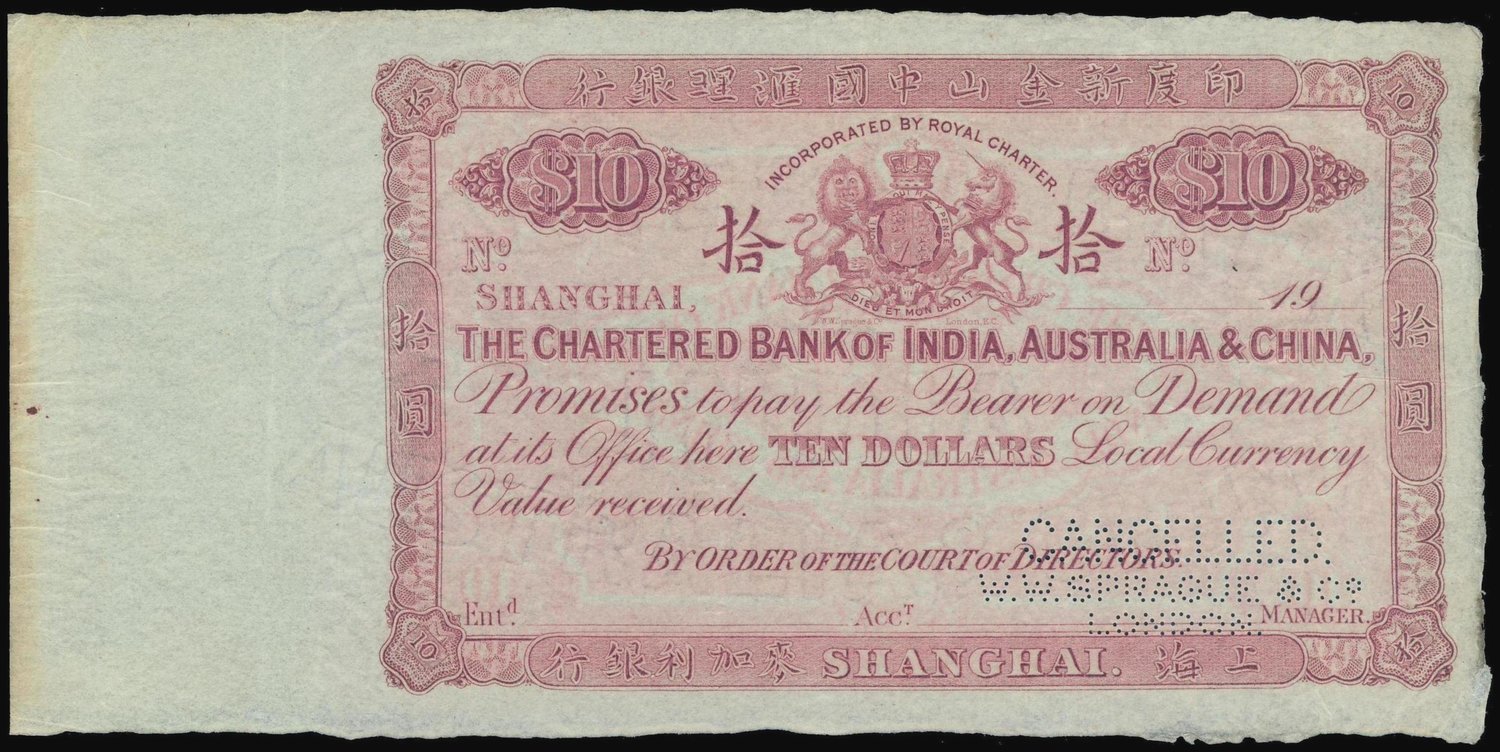 行銀理滙國中山金新度印
拾
10
INCORPORATED BY ROYAL CHARTER.
$10
$10
拾
拾
Nº
Nº
DIEU ET MON DROIT
SHANGHAI,
19
W.W. Sprague & Co London, E.C.
THE CHARTERED BANK OF INDIA, AUSTRALIA & CHINA,
Promises to pay the Bearer on Demand
at its Office here TEN DOLLARS Local Currency
Value received.
拾圓
拾圓
BY ORDER OF THE COURT OF DIRECTORS.
CANCELLED
W.W. SPRAGUE & Cº
LONDON.
Entᵈ.
Accᵀ.
MANAGER.
10
拾
行銀利加麥 SHANGHAI. 海上